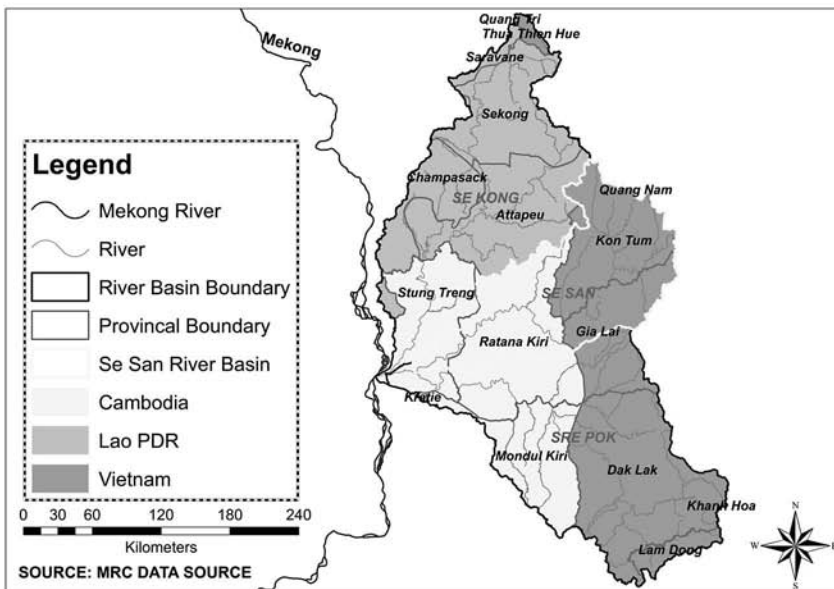 Mekong
Quang Tri
Thua Thien Hue
Saravane
Sekong
Champasack
SE KONG
Attapeu
Quang Nam
Kon Tum
Stung Treng
SE SAN
Gia Lai
Ratana Kiri
Kratie
SRE POK
Mondul Kiri
Dak Lak
Khanh Hoa
Lam Dong
Legend
Mekong River
River
River Basin Boundary
Provincal Boundary
Se San River Basin
Cambodia
Lao PDR
Vietnam
0 15 30 60 120 180 240
Kilometers
SOURCE: MRC DATA SOURCE
N
W E
S